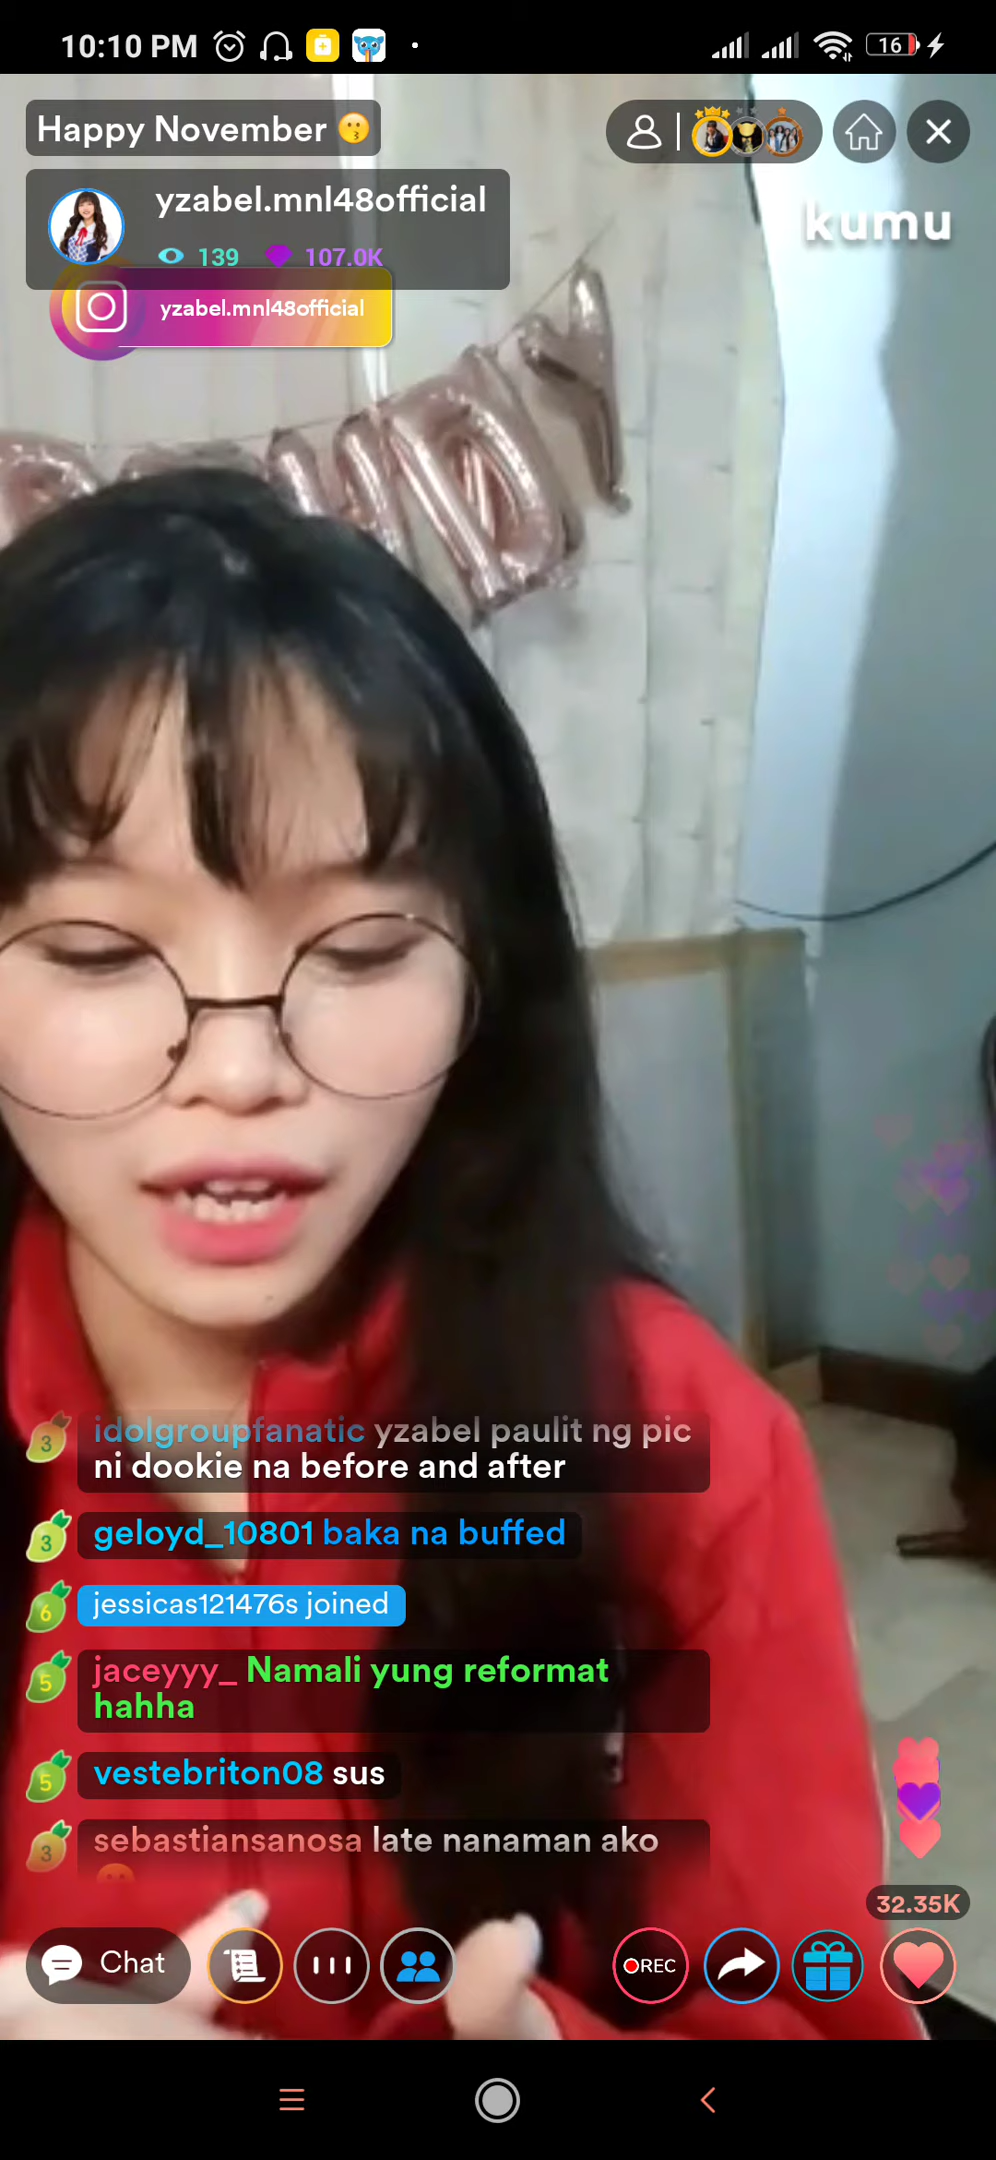 10:10 PM
16
Happy November 😗
yzabel.mnl48official
139 107.0K
kumu
yzabel.mnl48official
3 idolgroupfanatic yzabel paulit ng pic
ni dookie na before and after
3 geloyd_10801 baka na buffed
6 jessicas121476s joined
5 jaceyyy_ Namali yung reformat
hahha
5 vestebriton08 sus
3 sebastiansanosa late nanaman ako
32.35K
Chat
REC